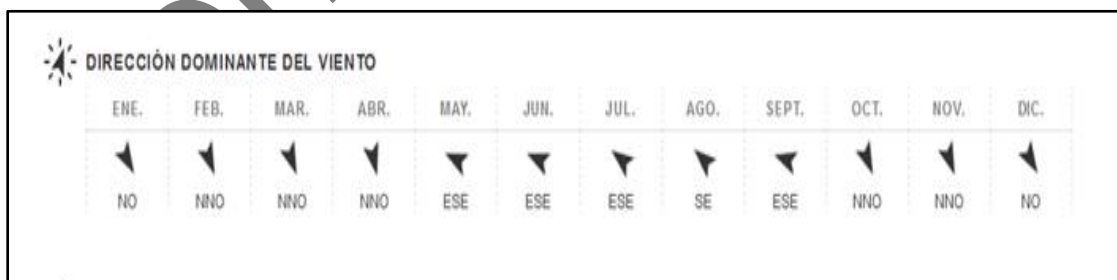 DIRECCIÓN DOMINANTE DEL VIENTO
ENE. FEB. MAR. ABR. MAY. JUN. JUL. AGO. SEPT. OCT. NOV. DIC.
NO NNO NNO NNO ESE ESE ESE SE ESE NNO NNO NO